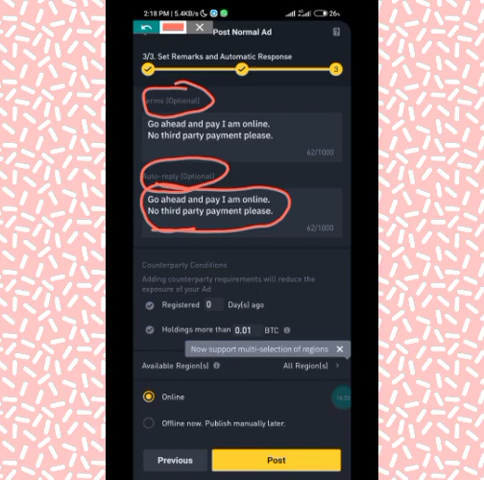 2:18 PM | 5.4KB/s
26%
Post Normal Ad
3/3. Set Remarks and Automatic Response
3
Terms (Optional)
Go ahead and pay I am online.
No third party payment please.
62/1000
Auto-reply (Optional)
Go ahead and pay I am online.
No third party payment please.
62/1000
Counterparty Conditions
Adding counterparty requirements will reduce the
exposure of your Ad
Registered 0 Day(s) ago
Holdings more than 0.01 BTC
Now support multi-selection of regions
Available Region(s) All Region(s)
Online
Offline now. Publish manually later.
Previous Post